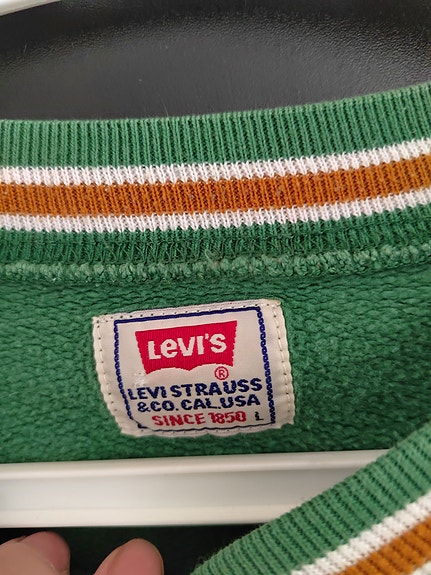 LEVI'S
®
LEVI STRAUSS
& CO. CAL. USA
SINCE 1850 L